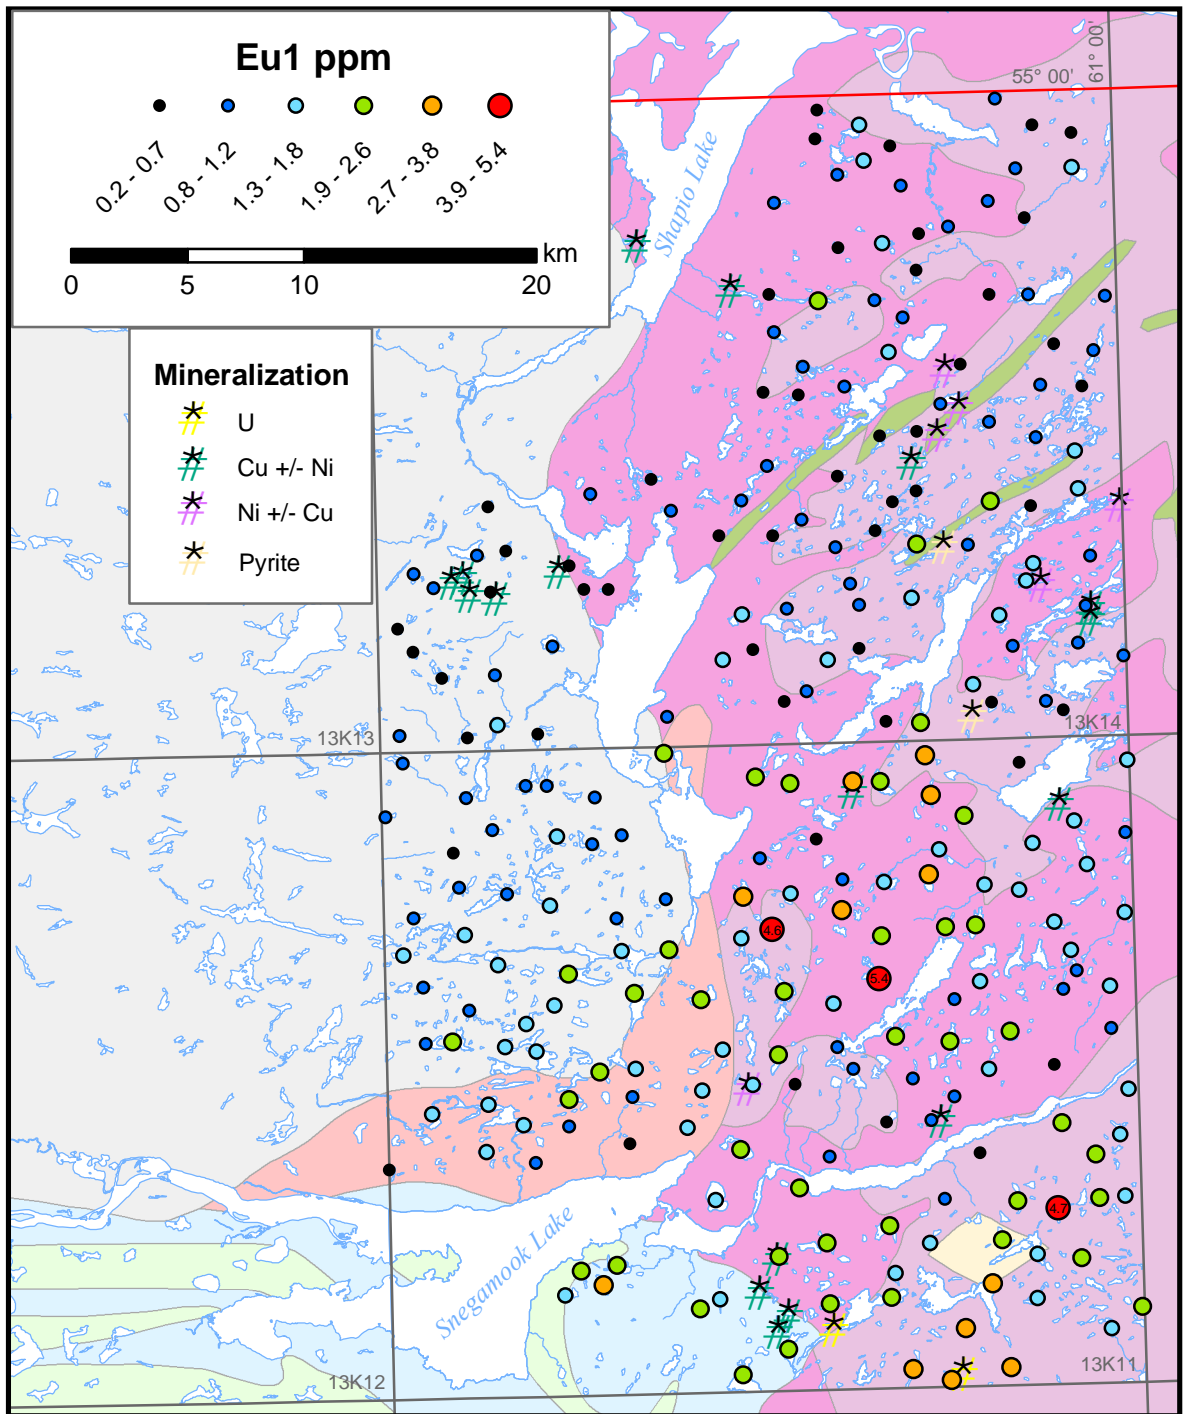 Eu1 ppm
0.2 - 0.7
0.8 - 1.2
1.3 - 1.8
1.9 - 2.6
2.7 - 3.8
3.9 - 5.4
km
0 5 10 20
Mineralization
U
Cu +/- Ni
Ni +/- Cu
Pyrite
55° 00'
61° 00'
Shapio Lake
13K13
13K14
4.6
5.4
4.7
Snegamook Lake
13K12
13K11